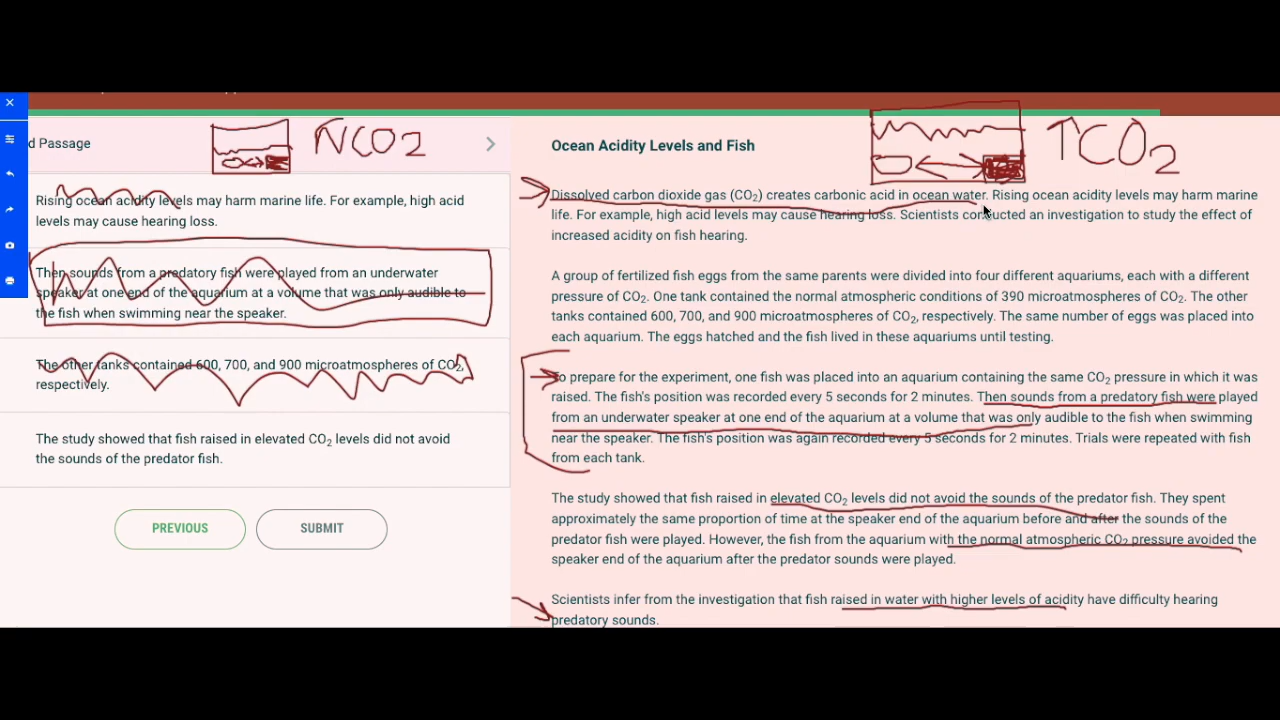 d Passage
NCO2
Rising ocean acidity levels may harm marine life. For example, high acid
levels may cause hearing loss.
Then sounds from a predatory fish were played from an underwater
speaker at one end of the aquarium at a volume that was only audible to
the fish when swimming near the speaker.
The other tanks contained 600, 700, and 900 microatmospheres of CO₂,
respectively.
The study showed that fish raised in elevated CO₂ levels did not avoid
the sounds of the predator fish.
PREVIOUS
SUBMIT
Ocean Acidity Levels and Fish
TCO2
Dissolved carbon dioxide gas (CO₂) creates carbonic acid in ocean water. Rising ocean acidity levels may harm marine
life. For example, high acid levels may cause hearing loss. Scientists conducted an investigation to study the effect of
increased acidity on fish hearing.
A group of fertilized fish eggs from the same parents were divided into four different aquariums, each with a different
pressure of CO₂. One tank contained the normal atmospheric conditions of 390 microatmospheres of CO₂. The other
tanks contained 600, 700, and 900 microatmospheres of CO₂, respectively. The same number of eggs was placed into
each aquarium. The eggs hatched and the fish lived in these aquariums until testing.
To prepare for the experiment, one fish was placed into an aquarium containing the same CO₂ pressure in which it was
raised. The fish's position was recorded every 5 seconds for 2 minutes. Then sounds from a predatory fish were played
from an underwater speaker at one end of the aquarium at a volume that was only audible to the fish when swimming
near the speaker. The fish's position was again recorded every 5 seconds for 2 minutes. Trials were repeated with fish
from each tank.
The study showed that fish raised in elevated CO₂ levels did not avoid the sounds of the predator fish. They spent
approximately the same proportion of time at the speaker end of the aquarium before and after the sounds of the
predator fish were played. However, the fish from the aquarium with the normal atmospheric CO₂ pressure avoided the
speaker end of the aquarium after the predator sounds were played.
Scientists infer from the investigation that fish raised in water with higher levels of acidity have difficulty hearing
predatory sounds.